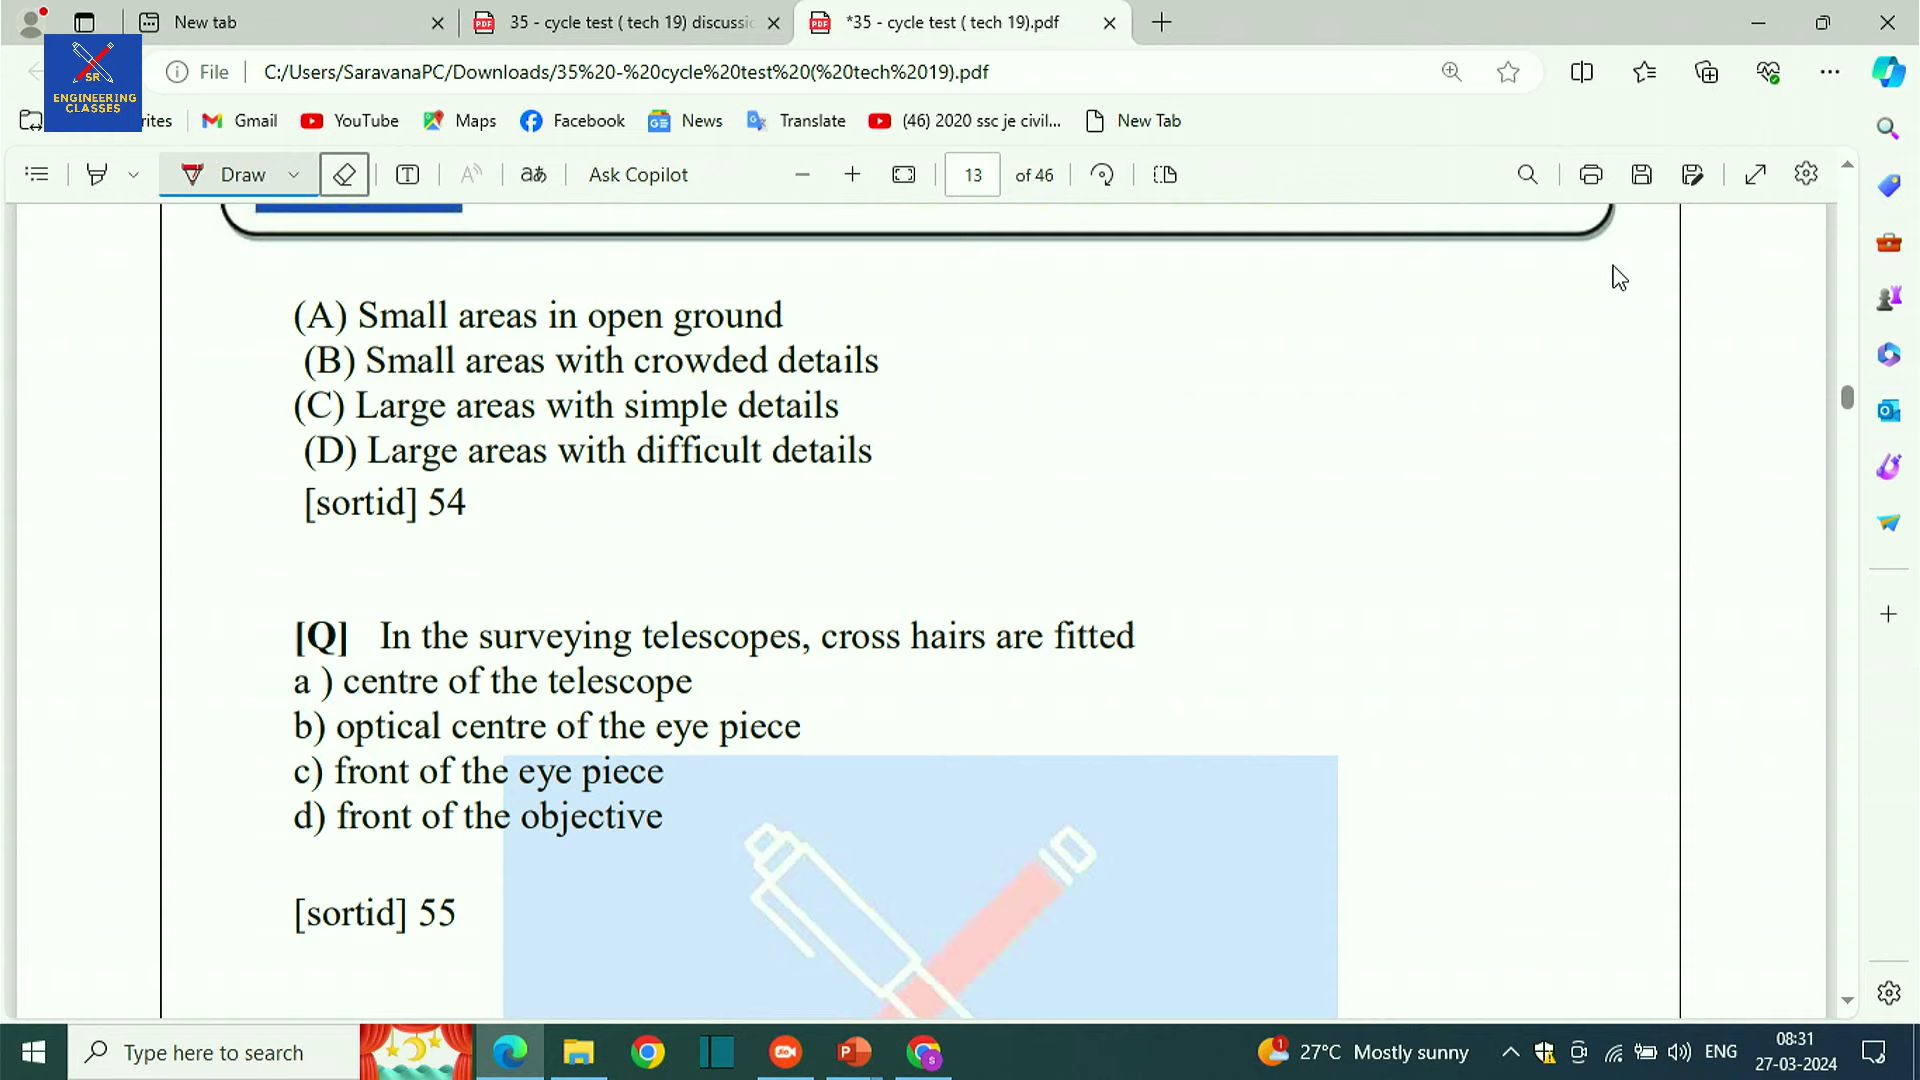 New tab
35 - cycle test ( tech 19) discussic
*35 - cycle test ( tech 19).pdf
SR
ENGINEERING
CLASSES
File
C:/Users/SaravanaPC/Downloads/35%20-%20cycle%20test%20(%20tech%2019).pdf
rites
Gmail
YouTube
Maps
Facebook
News
Translate
(46) 2020 ssc je civil...
New Tab
Draw
aあ
Ask Copilot
13
of 46
(A) Small areas in open ground
(B) Small areas with crowded details
(C) Large areas with simple details
(D) Large areas with difficult details
[sortid] 54
[Q] In the surveying telescopes, cross hairs are fitted
a ) centre of the telescope
b) optical centre of the eye piece
c) front of the eye piece
d) front of the objective
[sortid] 55
Type here to search
27°C Mostly sunny
ENG
08:31
27-03-2024